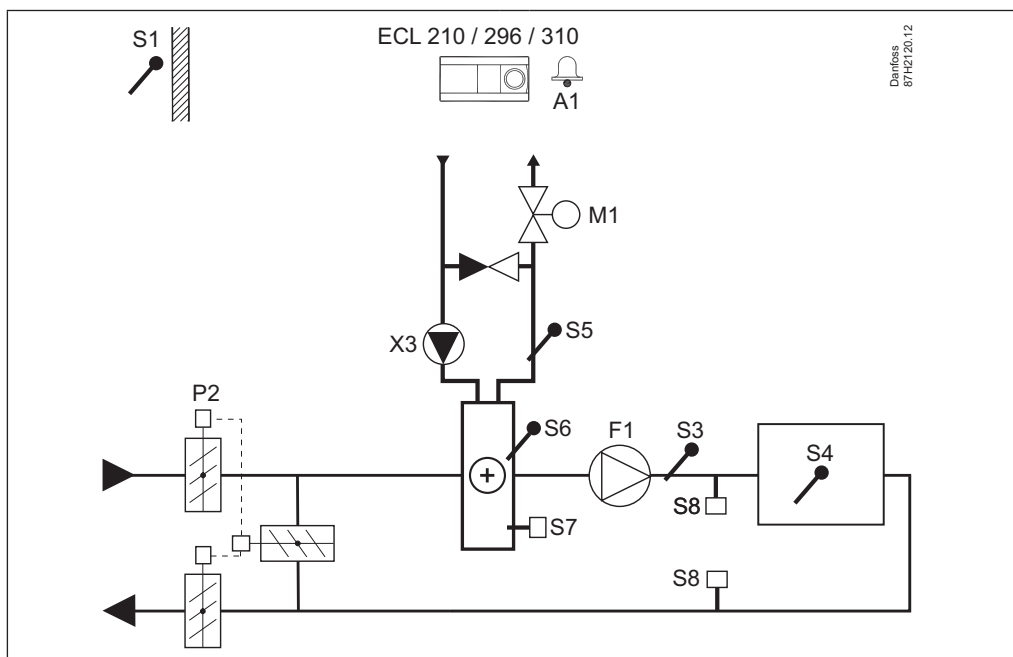 S1
ECL 210 / 296 / 310
A1
Danfoss
87H2120.12
M1
S5
X3
P2
S6
F1
S3
S4
+
S8
S7
S8